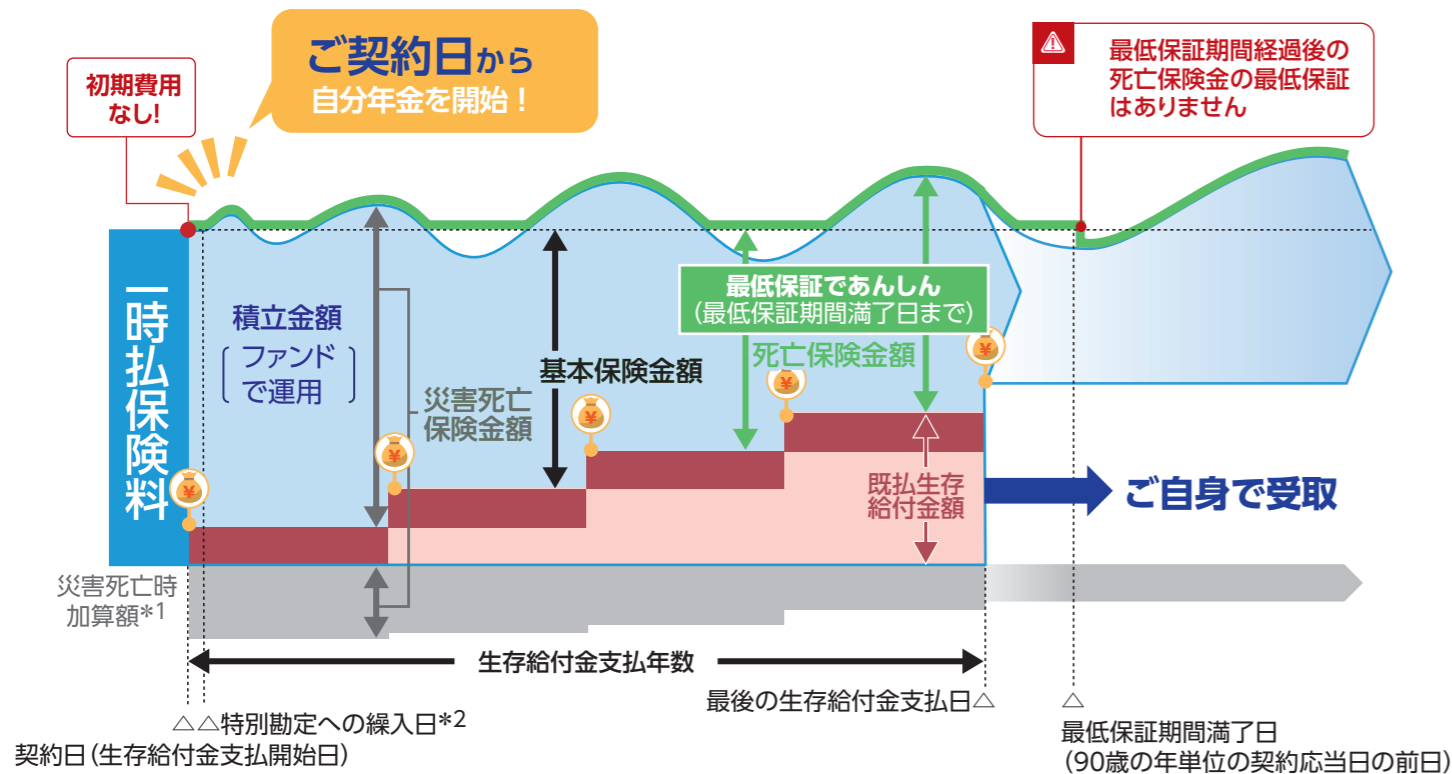 初期費用
なし!
ご契約日から
自分年金を開始！
最低保証期間経過後の
死亡保険金の最低保証
はありません
一時払保険料
積立金額
ファンド
で運用
災害死亡
保険金額
基本保険金額
最低保証であんしん
(最低保証期間満了日まで)
死亡保険金額
¥
¥
¥
¥
¥
既払生存
給付金額
ご自身で受取
災害死亡時
加算額*1
生存給付金支払年数
△△特別勘定への繰入日*2
契約日(生存給付金支払開始日)
最後の生存給付金支払日△
△
最低保証期間満了日
(90歳の年単位の契約応当日の前日)